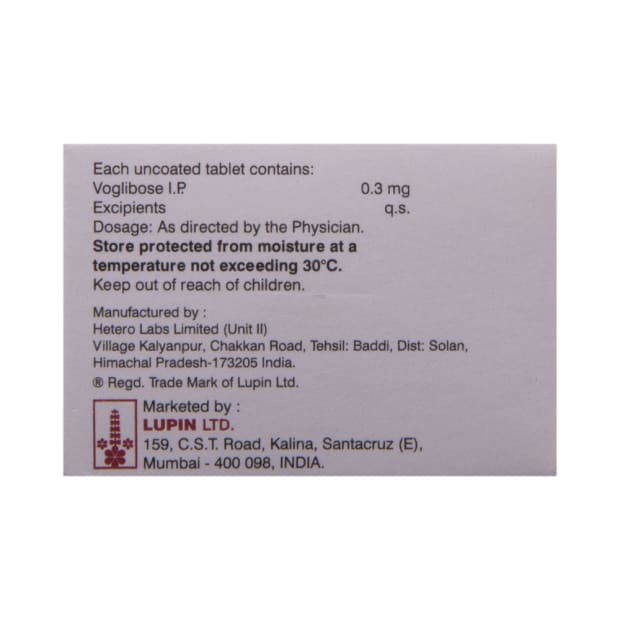 Each uncoated tablet contains:
Voglibose I.P. 0.3 mg
Excipients q.s.
Dosage: As directed by the Physician.
Store protected from moisture at a
temperature not exceeding 30°C.
Keep out of reach of children.
Manufactured by :
Hetero Labs Limited (Unit II)
Village Kalyanpur, Chakkan Road, Tehsil: Baddi, Dist: Solan,
Himachal Pradesh-173205 India.
® Regd. Trade Mark of Lupin Ltd.
Marketed by :
LUPIN LTD.
159, C.S.T. Road, Kalina, Santacruz (E),
Mumbai - 400 098, INDIA.